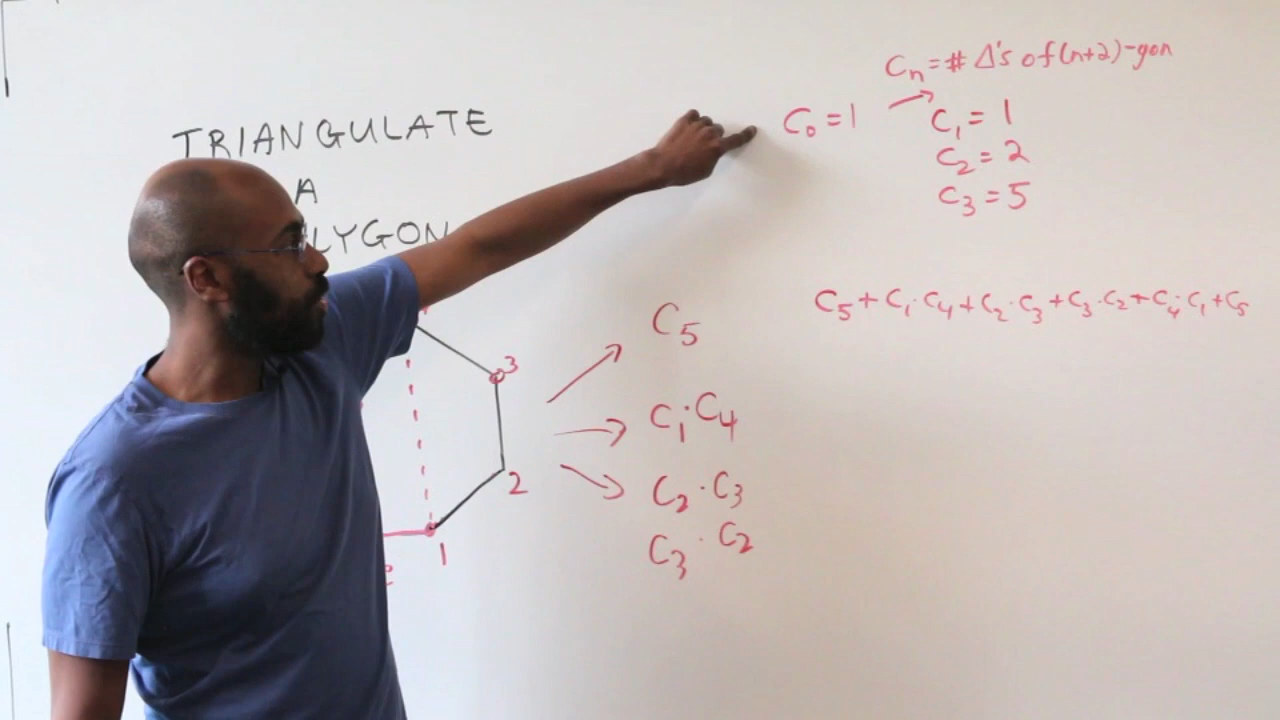 TRIANGULATE
A
LYGON
Cₙ = # Δ's of (n+2)-gon
C₀ = 1
C₁ = 1
C₂ = 2
C₃ = 5
C₅ + C₁·C₄ + C₂·C₃ + C₃·C₂ + C₄·C₁ + C₅
C₅
C₁·C₄
C₂·C₃
C₃·C₂
3
2
1
e